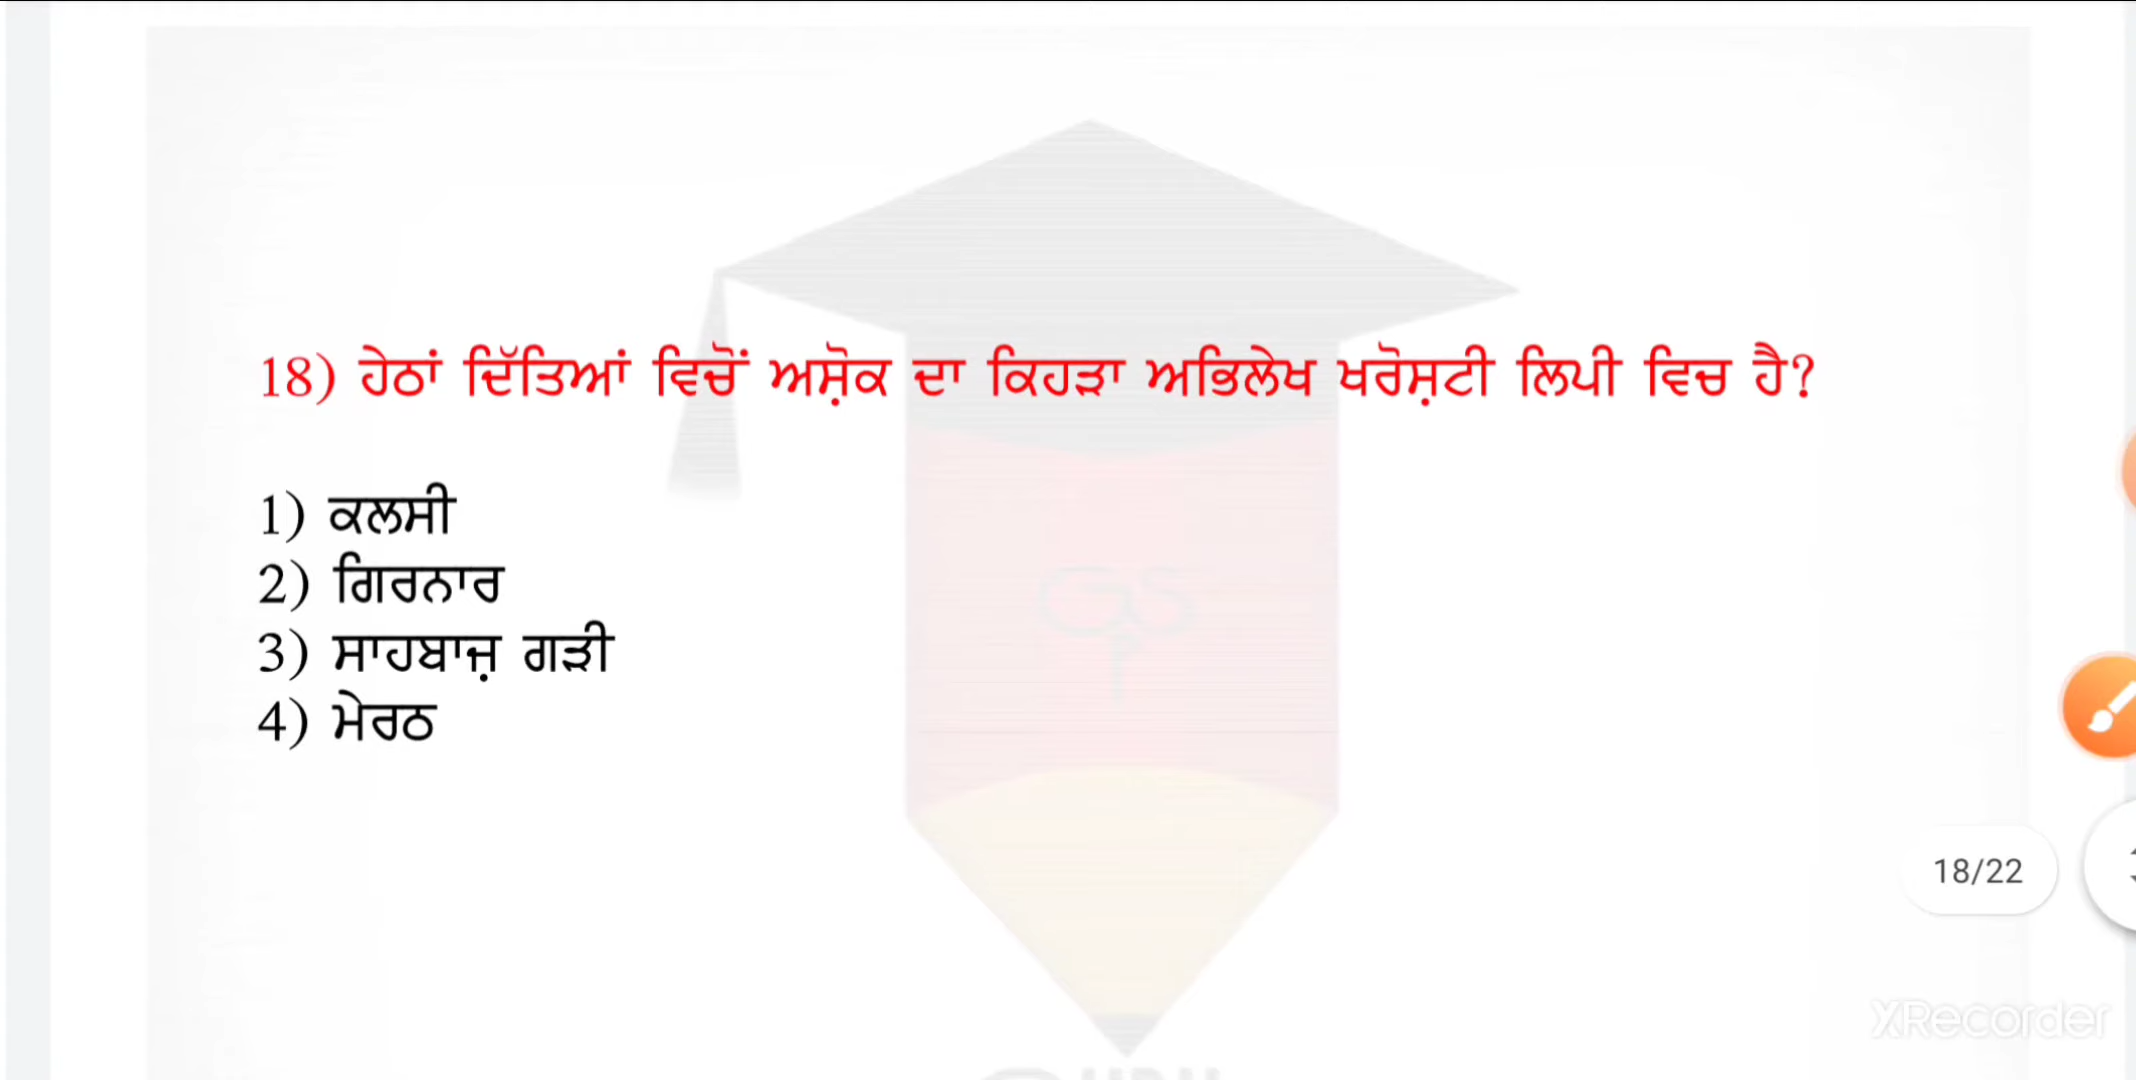 18) ਹੇਠਾਂ ਦਿੱਤਿਆਂ ਵਿਚੋਂ ਅਸ਼ੋਕ ਦਾ ਕਿਹੜਾ ਅਭਿਲੇਖ ਖਰੋਸ਼ਟੀ ਲਿਪੀ ਵਿਚ ਹੈ?
1) ਕਲਸੀ
2) ਗਿਰਨਾਰ
3) ਸਾਹਬਾਜ਼ ਗੜੀ
4) ਮੇਰਠ
18/22
XRecorder